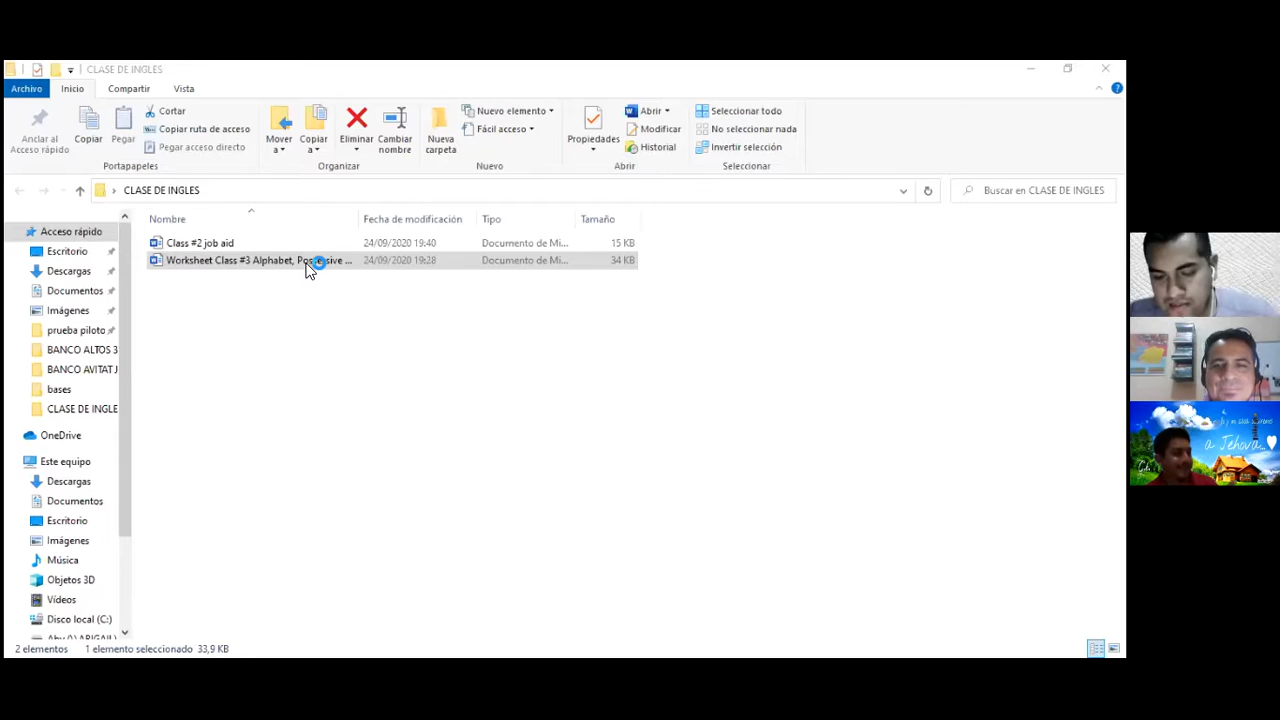 CLASE DE INGLES
Archivo Inicio Compartir Vista
Anclar al Acceso rápido
Copiar
Pegar
Cortar
Copiar ruta de acceso
Pegar acceso directo
Portapapeles
Mover a
Copiar a
Eliminar
Cambiar nombre
Organizar
Nueva carpeta
Nuevo elemento
Fácil acceso
Nuevo
Propiedades
Abrir
Modificar
Historial
Abrir
Seleccionar todo
No seleccionar nada
Invertir selección
Seleccionar
CLASE DE INGLES
Buscar en CLASE DE INGLES
Nombre Fecha de modificación Tipo Tamaño
Class #2 job aid 24/09/2020 19:40 Documento de Mi... 15 KB
Worksheet Class #3 Alphabet, Possessive ... 24/09/2020 19:28 Documento de Mi... 34 KB
Acceso rápido
Escritorio
Descargas
Documentos
Imágenes
prueba piloto
BANCO ALTOS 3
BANCO AVITAT J
bases
CLASE DE INGLE
OneDrive
Este equipo
Descargas
Documentos
Escritorio
Imágenes
Música
Objetos 3D
Vídeos
Disco local (C:)
2 elementos 1 elemento seleccionado 33,9 KB
a Jehova...